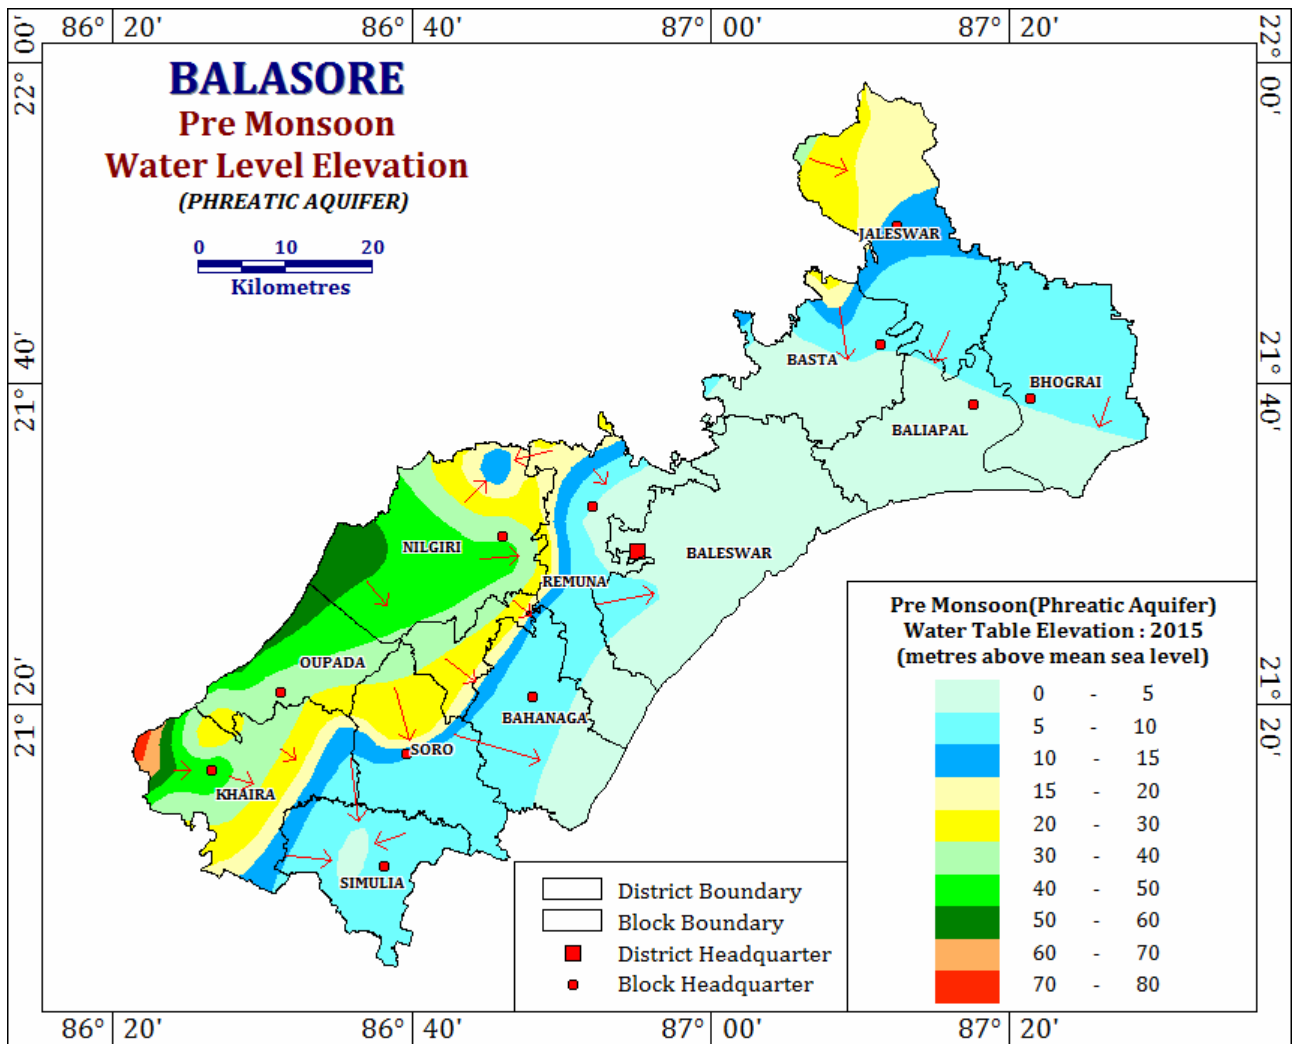 86° 20' 86° 40' 87° 00' 87° 20'
22° 00'
22° 00'
BALASORE
Pre Monsoon
Water Level Elevation
(PHREATIC AQUIFER)
0 10 20
Kilometres
JALESWAR
21° 40'
21° 40'
BASTA
BHOGRAI
BALIAPAL
NILGIRI
BALESWAR
REMUNA
OUPADA
21° 20'
21° 20'
BAHANAGA
SORO
KHAIRA
SIMULIA
Pre Monsoon(Phreatic Aquifer)
Water Table Elevation : 2015
(metres above mean sea level)
0 - 5
5 - 10
10 - 15
15 - 20
20 - 30
30 - 40
40 - 50
50 - 60
60 - 70
70 - 80
District Boundary
Block Boundary
District Headquarter
Block Headquarter
86° 20' 86° 40' 87° 00' 87° 20'